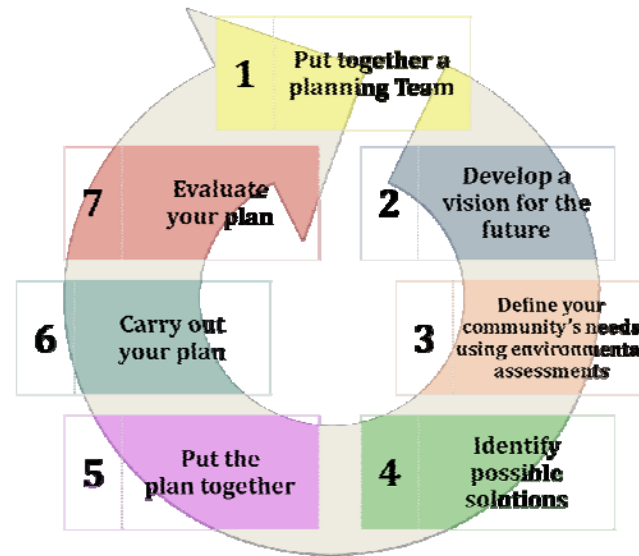 1
Put together a
planning Team
2
Develop a
vision for the
future
3
Define your
community's needs
using environmental
assessments
4
Identify
possible
solutions
5
Put the
plan together
6
Carry out
your plan
7
Evaluate
your plan